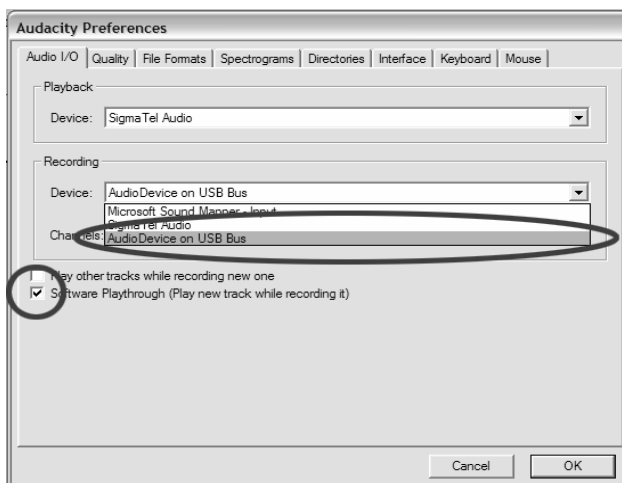 Audacity Preferences
Audio I/O Quality File Formats Spectrograms Directories Interface Keyboard Mouse
Playback
Device: SigmaTel Audio
Recording
Device: AudioDevice on USB Bus
Microsoft Sound Mapper - Input
SigmaTel Audio
Channels: AudioDevice on USB Bus
Play other tracks while recording new one
Software Playthrough (Play new track while recording it)
Cancel OK